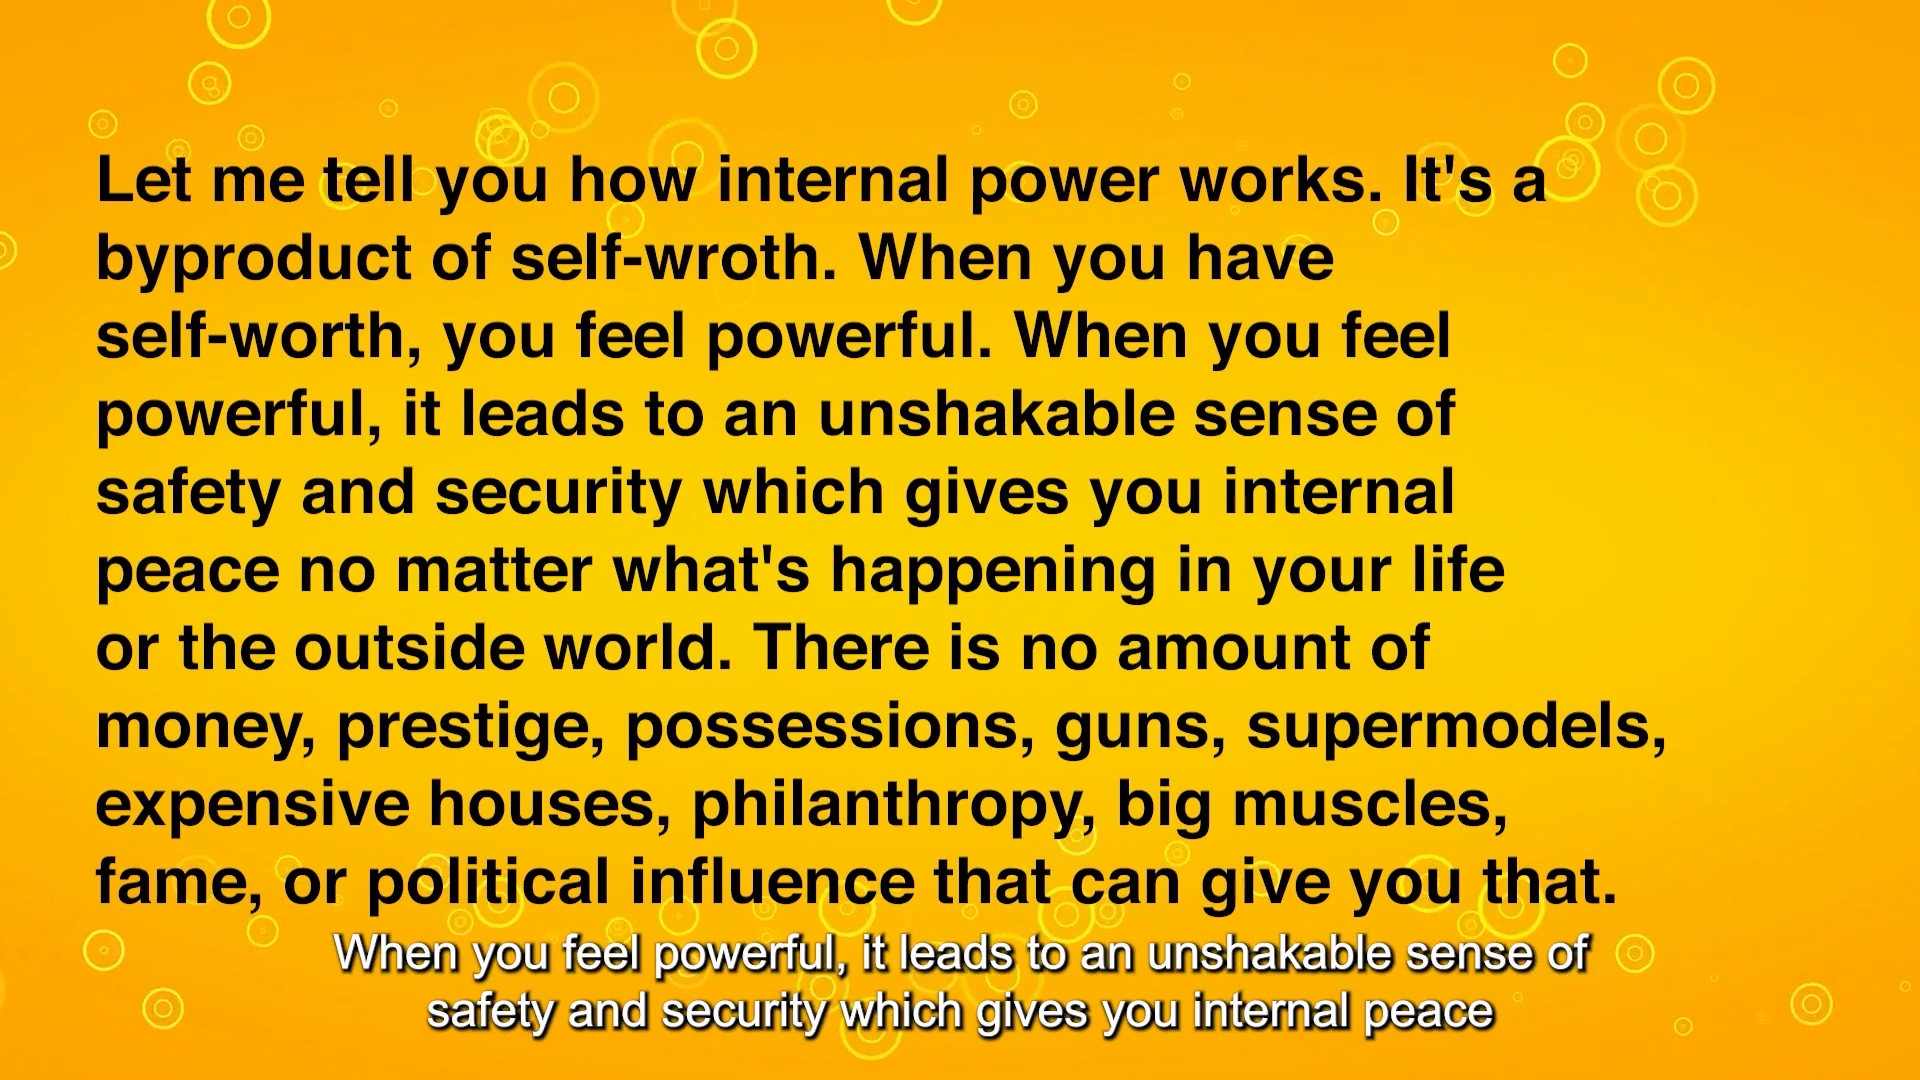 Let me tell you how internal power works. It's a
byproduct of self-wroth. When you have
self-worth, you feel powerful. When you feel
powerful, it leads to an unshakable sense of
safety and security which gives you internal
peace no matter what's happening in your life
or the outside world. There is no amount of
money, prestige, possessions, guns, supermodels,
expensive houses, philanthropy, big muscles,
fame, or political influence that can give you that.
When you feel powerful, it leads to an unshakable sense of
safety and security which gives you internal peace